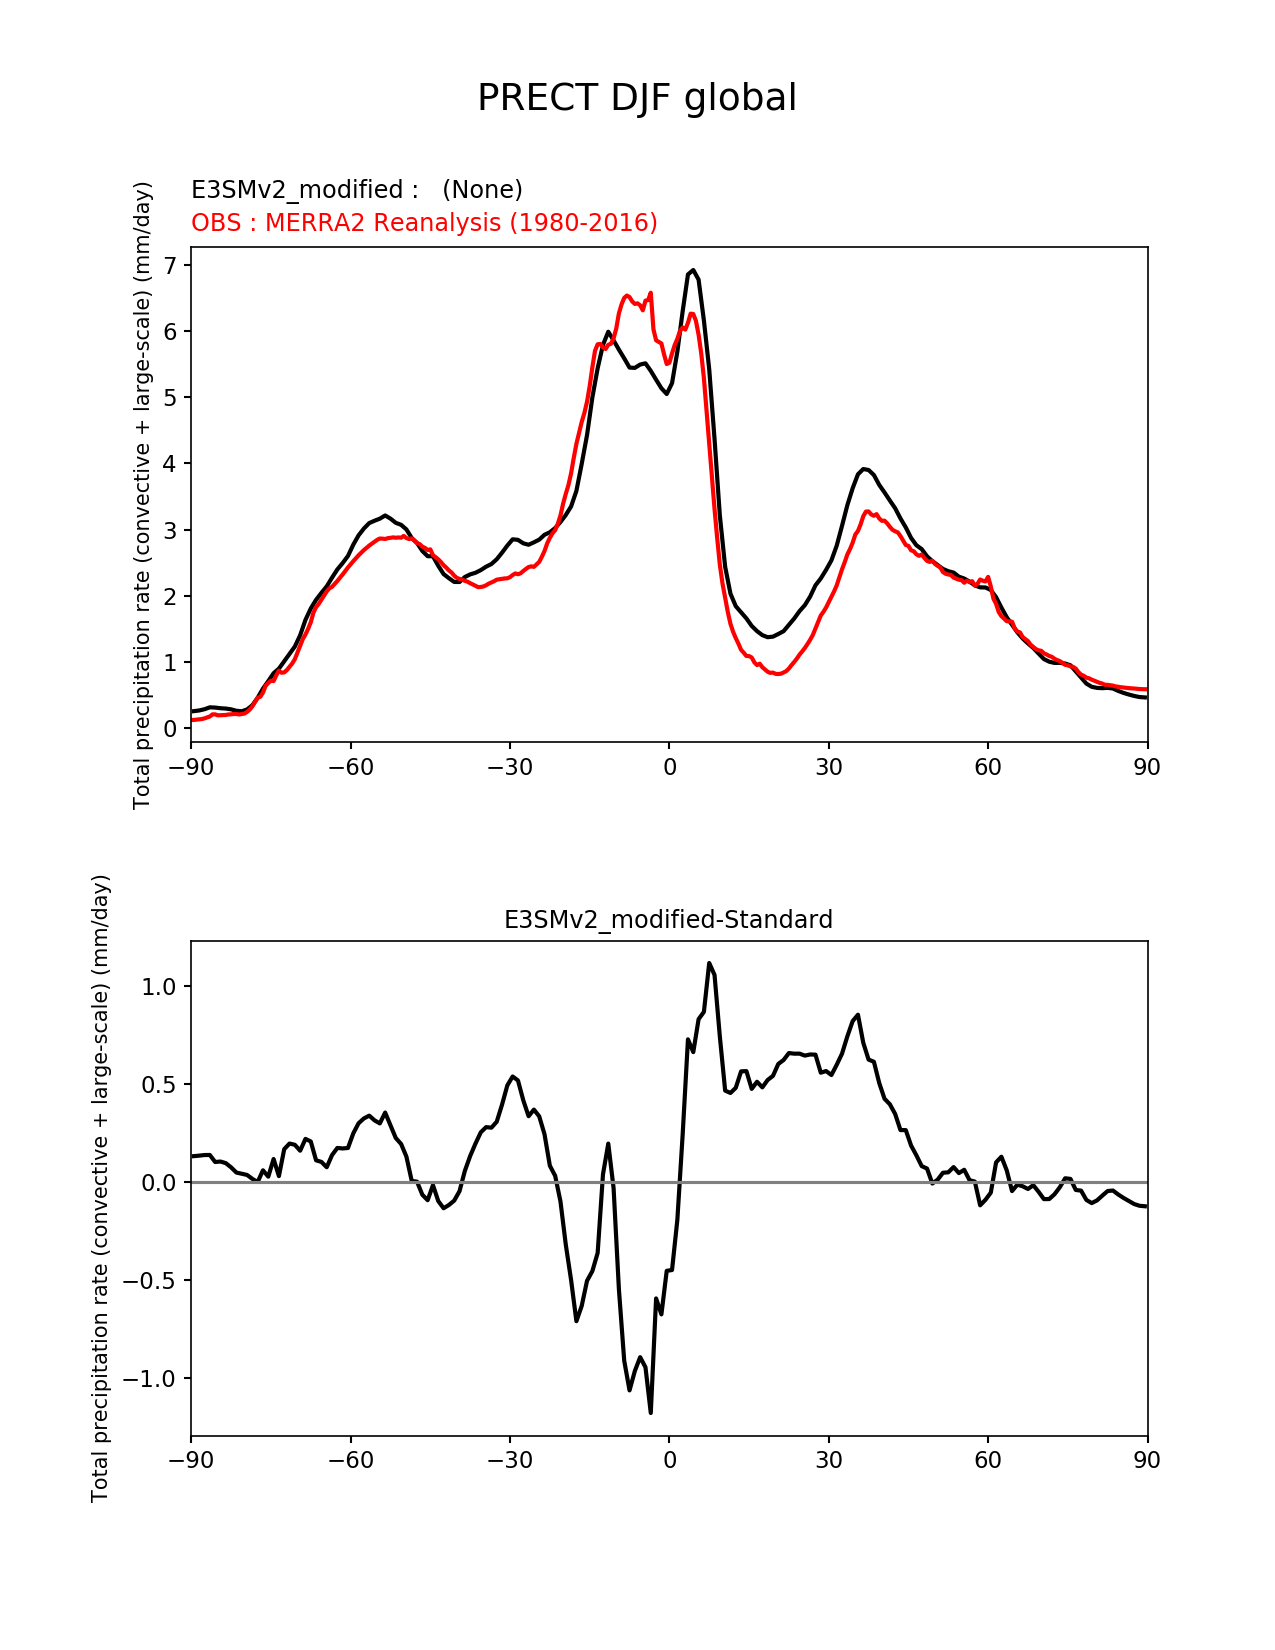 PRECT DJF global
E3SMv2_modified :   (None)
OBS : MERRA2 Reanalysis (1980-2016)
Total precipitation rate (convective + large-scale) (mm/day)
7
6
5
4
3
2
1
0
−90 −60 −30 0 30 60 90
E3SMv2_modified-Standard
Total precipitation rate (convective + large-scale) (mm/day)
1.0
0.5
0.0
−0.5
−1.0
−90 −60 −30 0 30 60 90